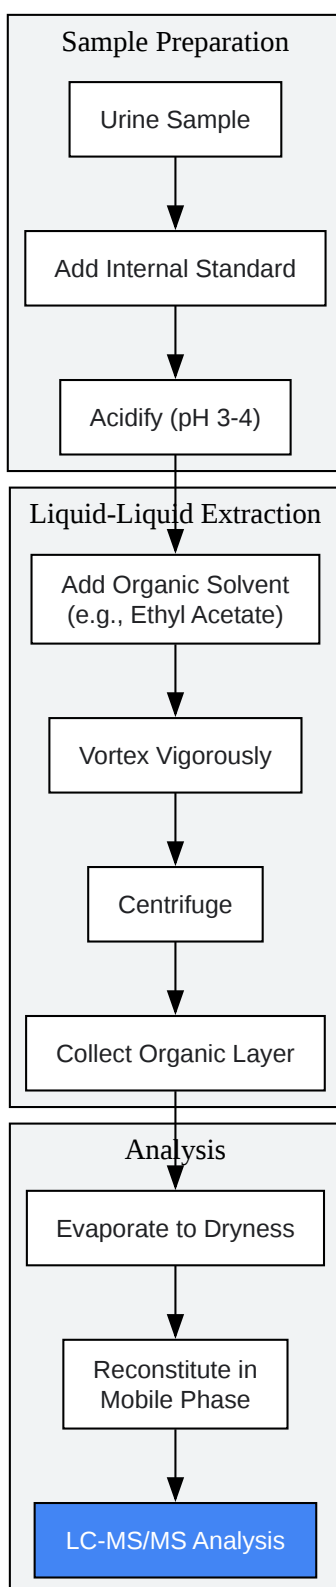 Sample Preparation
Urine Sample
Add Internal Standard
Acidify (pH 3-4)
Liquid-Liquid Extraction
Add Organic Solvent
(e.g., Ethyl Acetate)
Vortex Vigorously
Centrifuge
Collect Organic Layer
Analysis
Evaporate to Dryness
Reconstitute in
Mobile Phase
LC-MS/MS Analysis